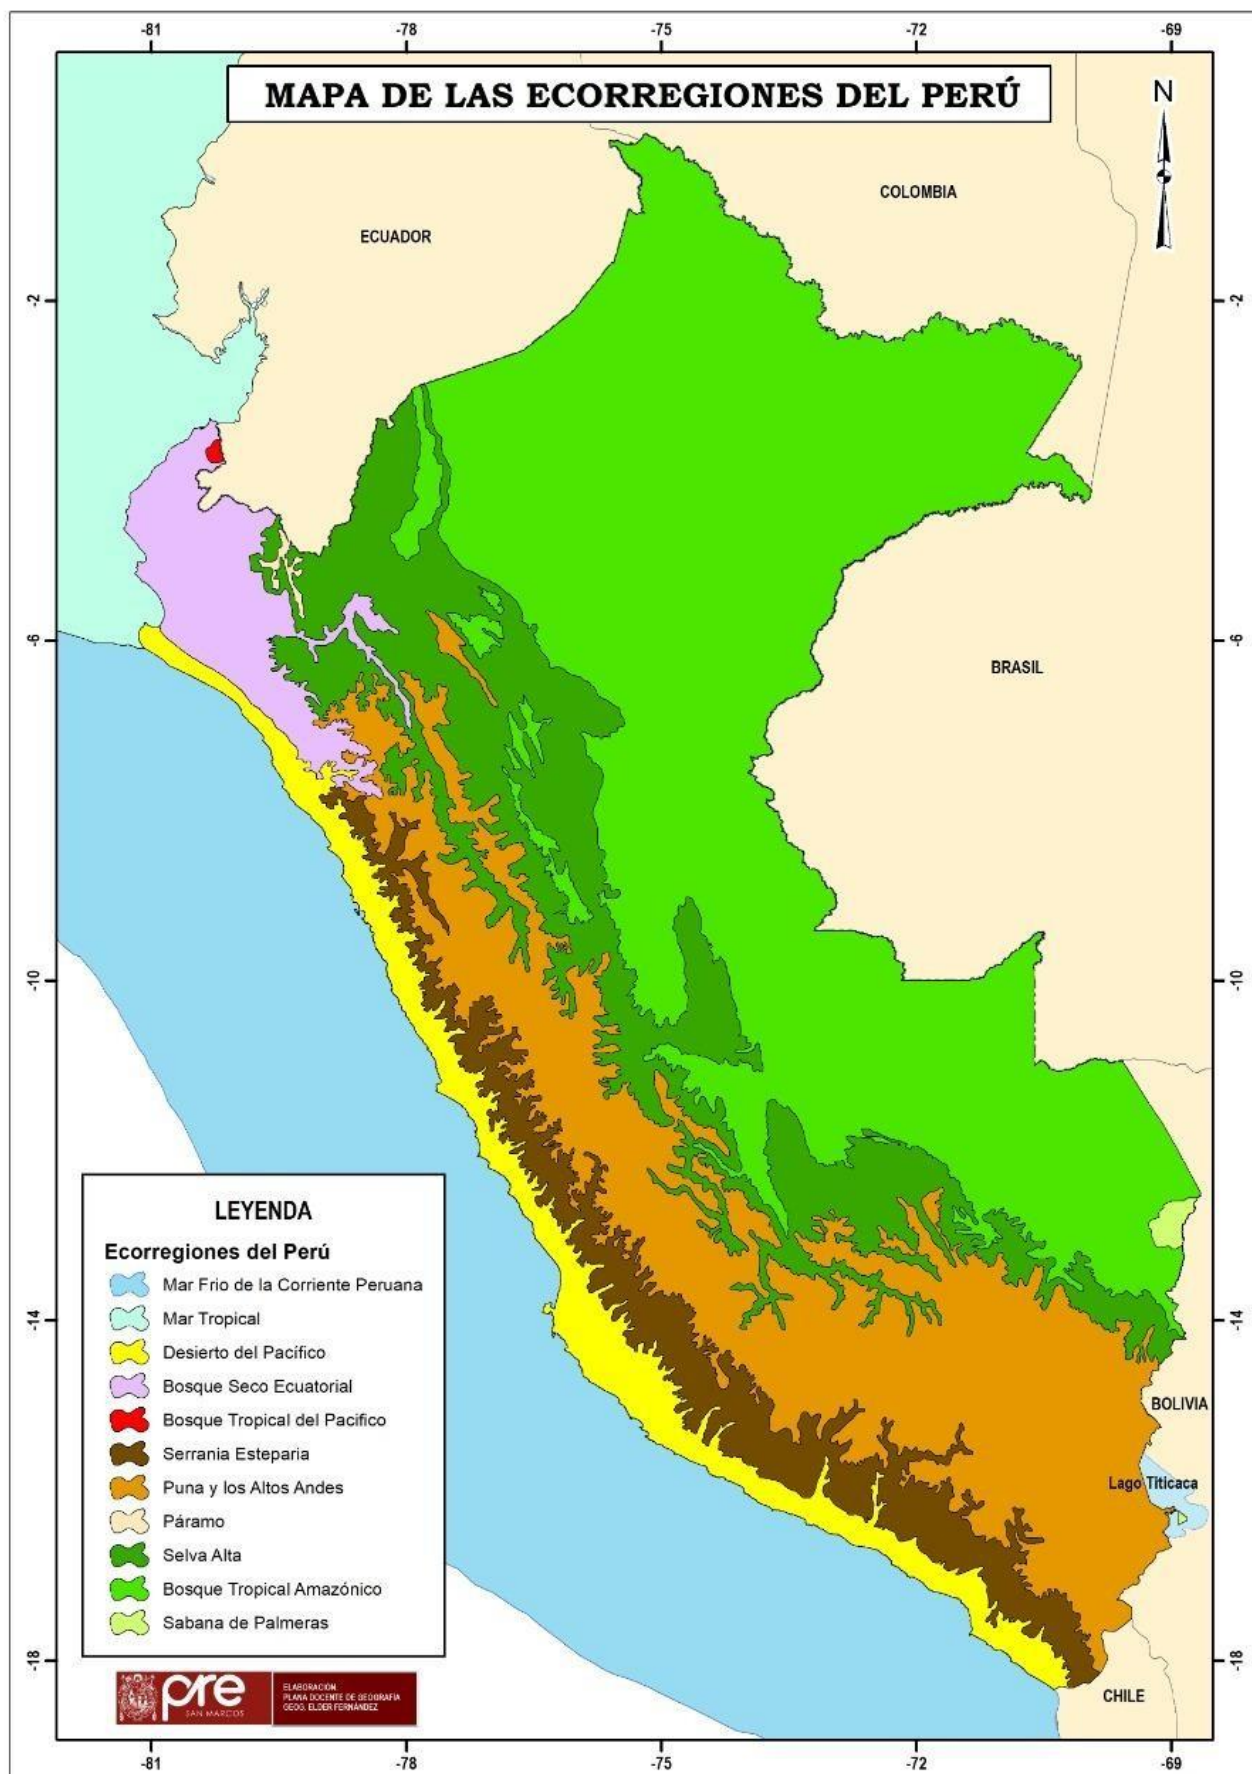 -81 -78 -75 -72 -69
MAPA DE LAS ECORREGIONES DEL PERÚ
N
COLOMBIA
ECUADOR
-2 -2
-6 -6
BRASIL
-10 -10
-14 -14
BOLIVIA
Lago Titicaca
-18 -18
CHILE
LEYENDA
Ecorregiones del Perú
Mar Frio de la Corriente Peruana
Mar Tropical
Desierto del Pacífico
Bosque Seco Ecuatorial
Bosque Tropical del Pacifico
Serrania Esteparia
Puna y los Altos Andes
Páramo
Selva Alta
Bosque Tropical Amazónico
Sabana de Palmeras
pre
SAN MARCOS
ELABORACIÓN:
PLANA DOCENTE DE GEOGRAFÍA
GEOG. ELDER FERNÁNDEZ
-81 -78 -75 -72 -69